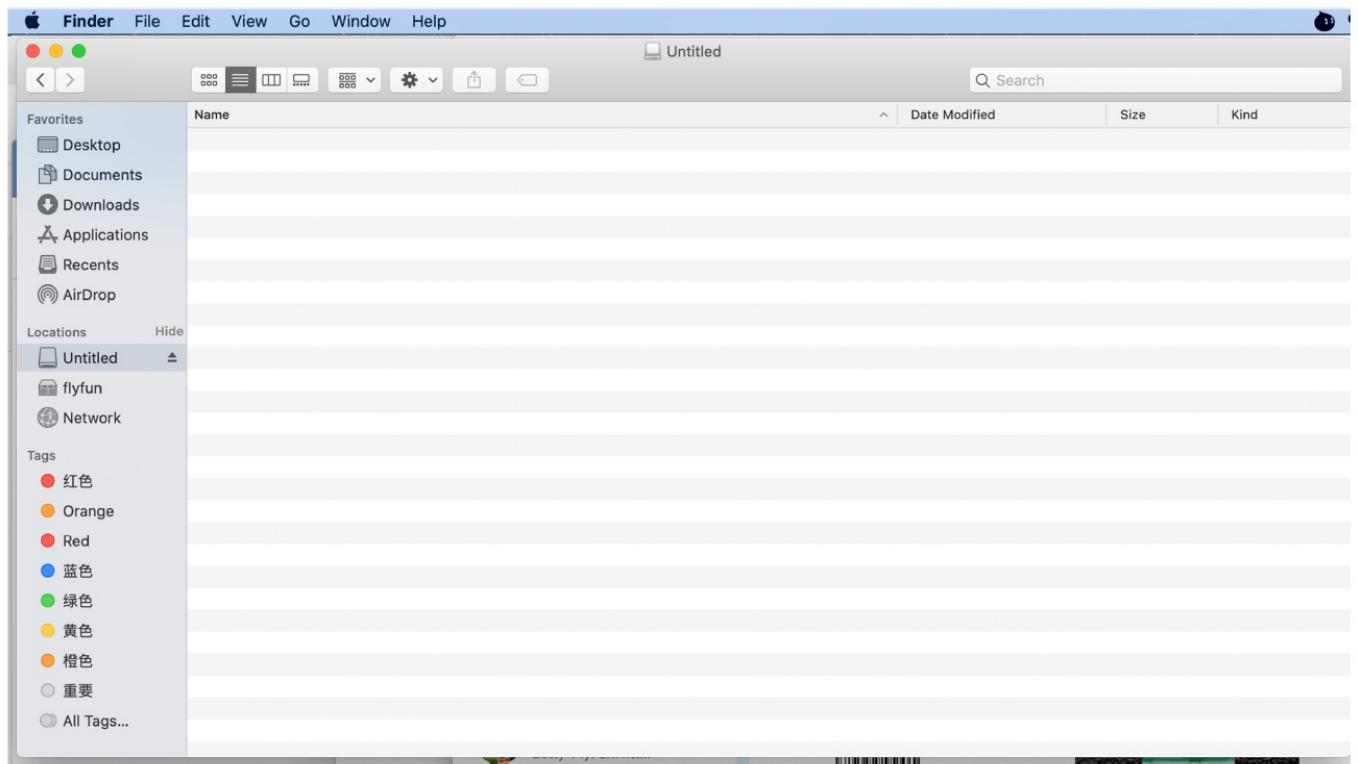 Finder File Edit View Go Window Help
Untitled
Search
Name Date Modified Size Kind
Favorites
Desktop
Documents
Downloads
Applications
Recents
AirDrop
Locations Hide
Untitled
flyfun
Network
Tags
红色
Orange
Red
蓝色
绿色
黄色
橙色
重要
All Tags...